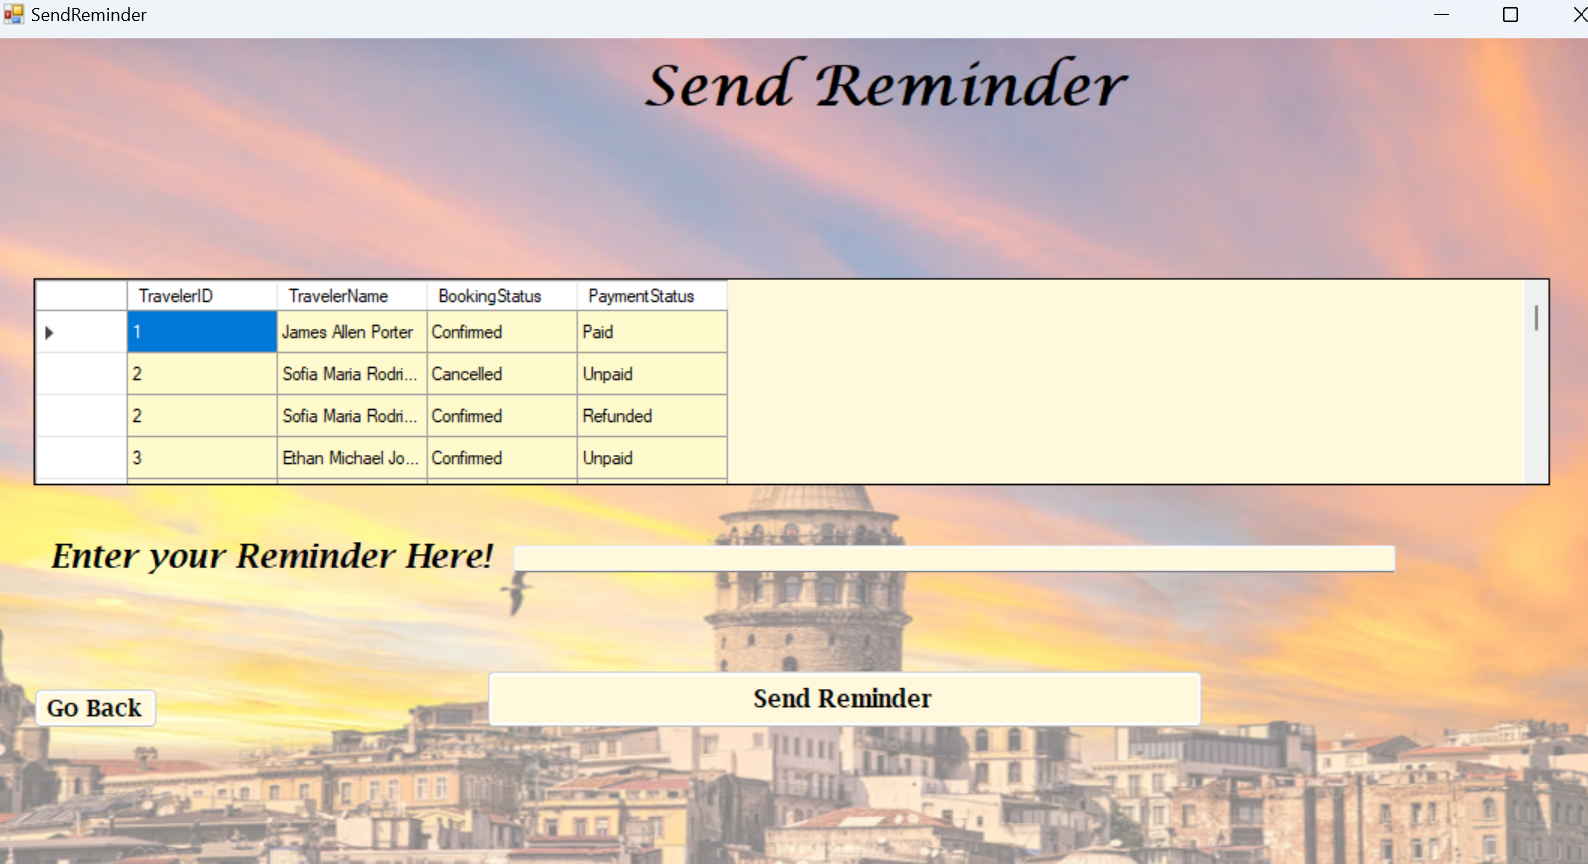 SendReminder
Send Reminder
TravelerID TravelerName BookingStatus PaymentStatus
1 James Allen Porter Confirmed Paid
2 Sofia Maria Rodri... Cancelled Unpaid
2 Sofia Maria Rodri... Confirmed Refunded
3 Ethan Michael Jo... Confirmed Unpaid
Enter your Reminder Here!
Send Reminder
Go Back